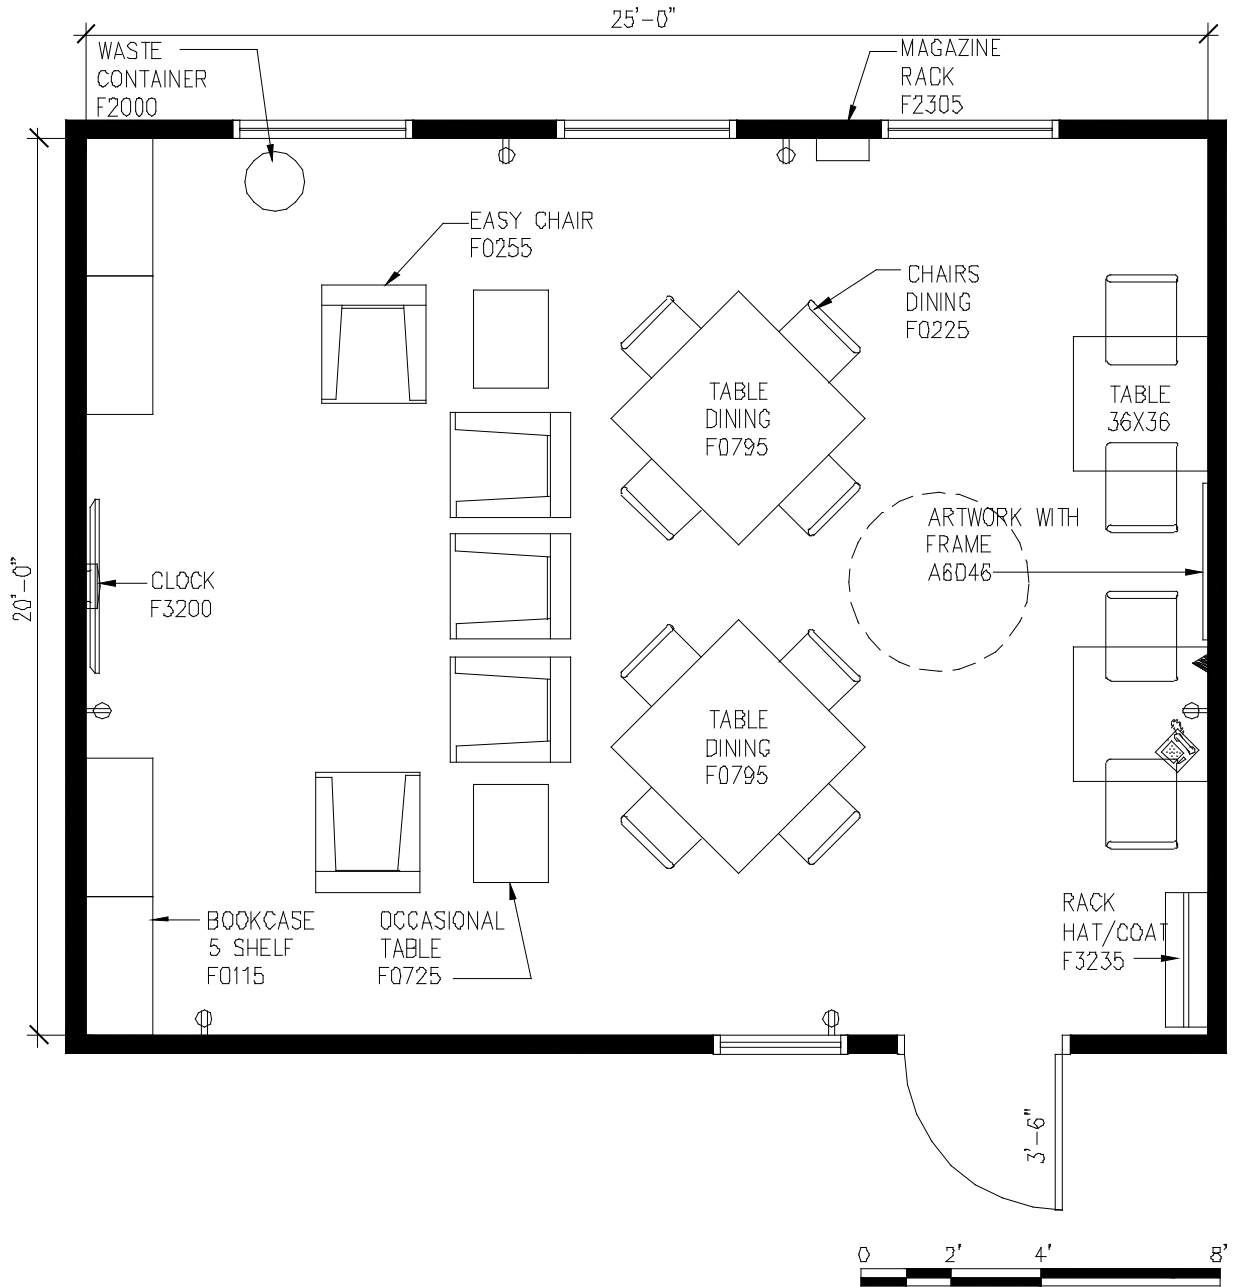 25'-0"
WASTE
CONTAINER
F2000
MAGAZINE
RACK
F2305
EASY CHAIR
F0255
CHAIRS
DINING
F0225
TABLE
DINING
F0795
TABLE
36X36
ARTWORK WITH
FRAME
A6046
20'-0"
CLOCK
F3200
TABLE
DINING
F0795
RACK
HAT/COAT
F3235
BOOKCASE
5 SHELF
F0115
OCCASIONAL
TABLE
F0725
3'-6"
0 2' 4' 8'